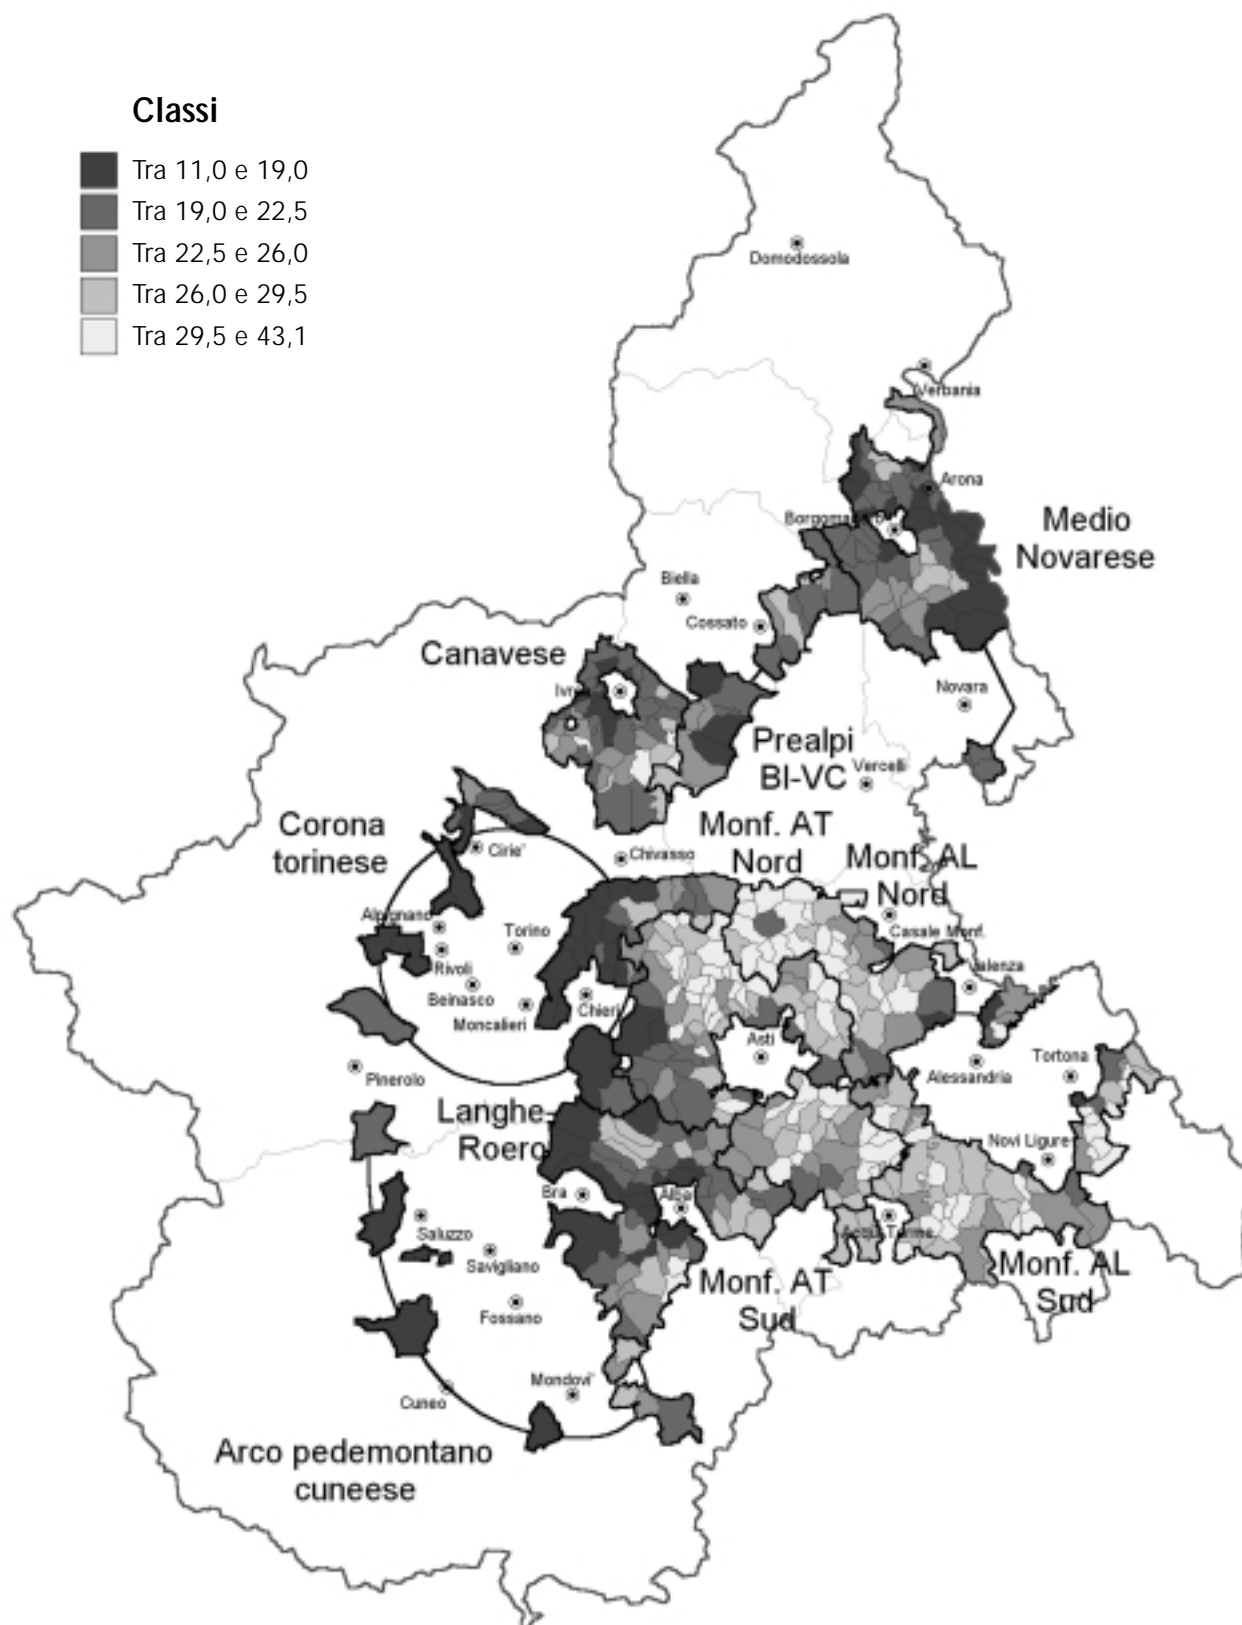 Classi
Tra 11,0 e 19,0
Tra 19,0 e 22,5
Tra 22,5 e 26,0
Tra 26,0 e 29,5
Tra 29,5 e 43,1
Domodossola
Verbania
Arona
Medio
Novarese
Biella
Cossato
Canavese
Novara
Prealpi
BI-VC
Vercelli
Corona
torinese
Monf. AT
Nord
Monf. AL
Nord
Cirie'
Chivasso
Alpignano
Torino
Casale Monf.
Rivoli
Valenza
Beinasco
Moncalieri
Chieri
Asti
Pinerolo
Alessandria
Tortona
Langhe-
Roero
Novi Ligure
Bra
Alba
Saluzzo
Acqui Terme
Savigliano
Monf. AT
Sud
Monf. AL
Sud
Fossano
Mondovi'
Cuneo
Arco pedemontano
cuneese